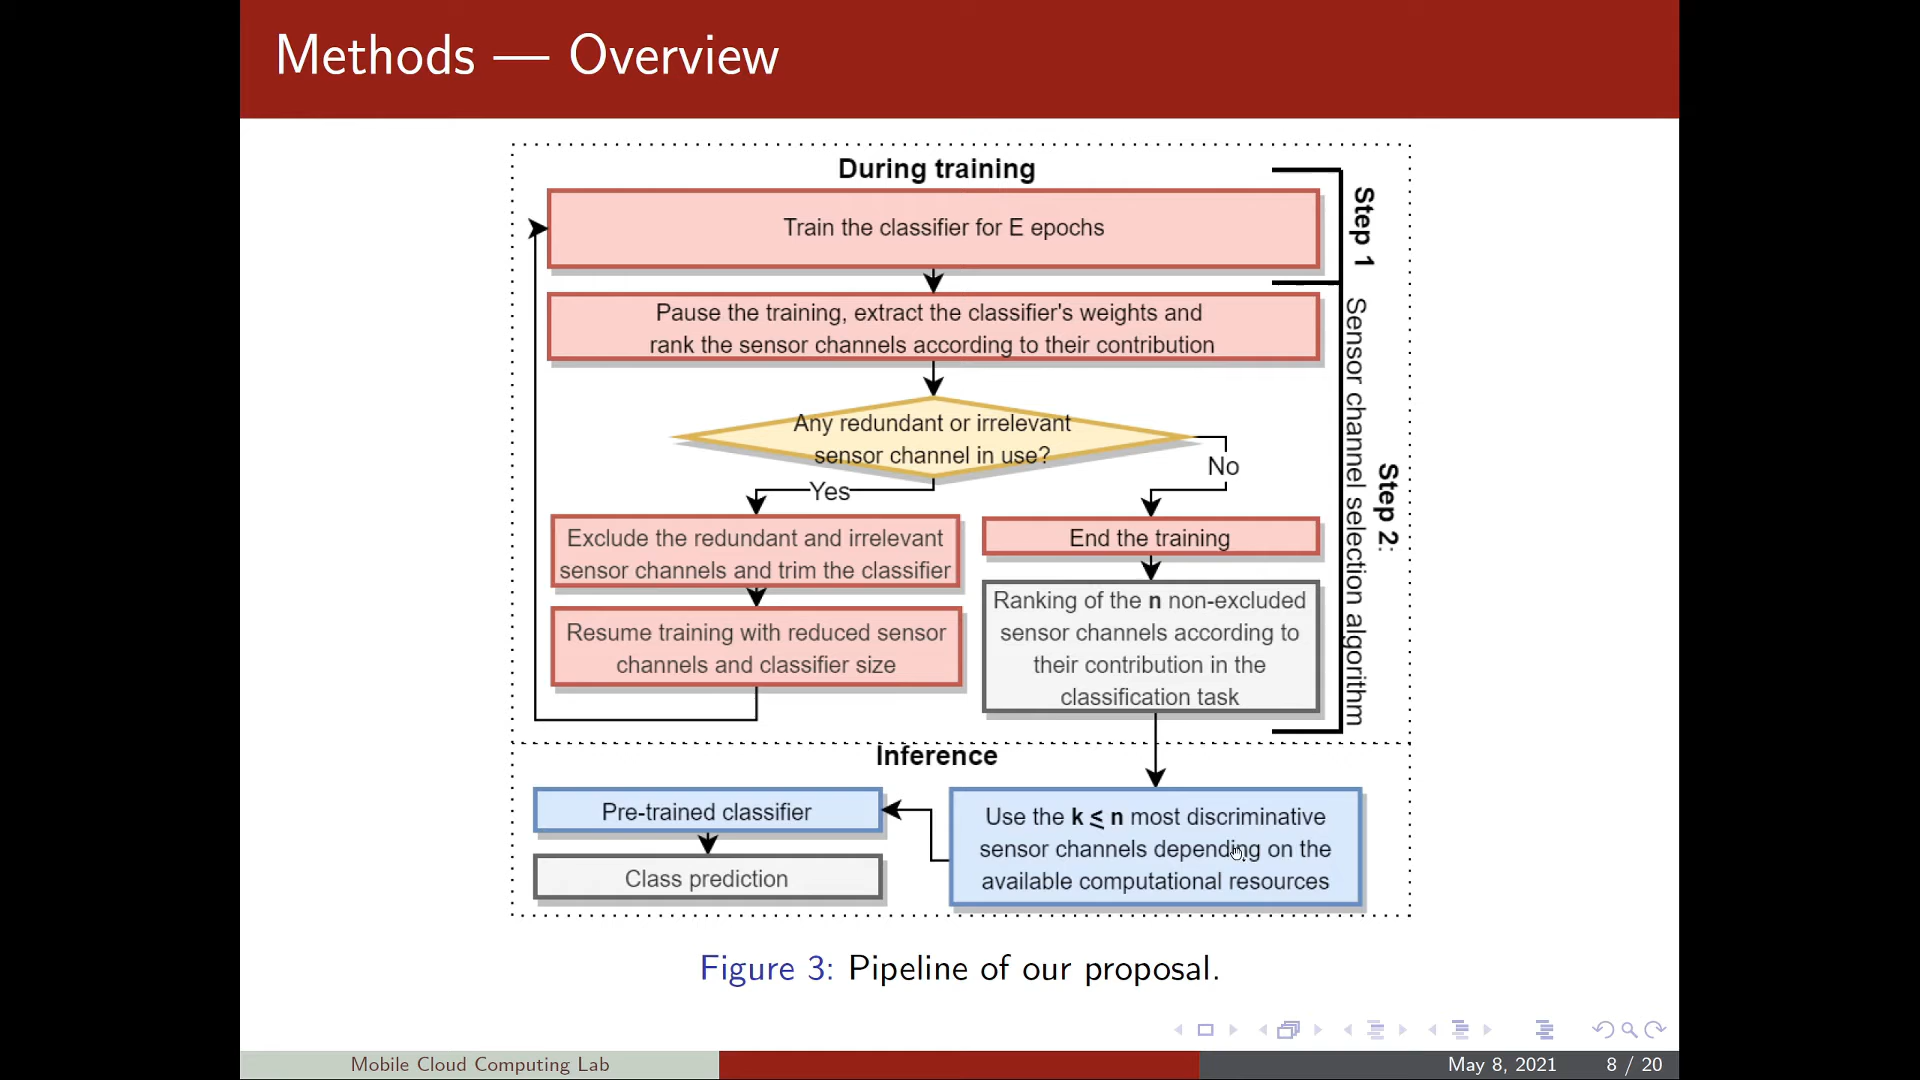 Methods — Overview
During training
Train the classifier for E epochs
Step 1
Pause the training, extract the classifier's weights and
rank the sensor channels according to their contribution
Any redundant or irrelevant
sensor channel in use?
Yes
No
Exclude the redundant and irrelevant
sensor channels and trim the classifier
Resume training with reduced sensor
channels and classifier size
End the training
Ranking of the n non-excluded
sensor channels according to
their contribution in the
classification task
Step 2:
Sensor channel selection algorithm
Inference
Use the k ≤ n most discriminative
sensor channels depending on the
available computational resources
Pre-trained classifier
Class prediction
Figure 3: Pipeline of our proposal.
Mobile Cloud Computing Lab
May 8, 2021
8 / 20